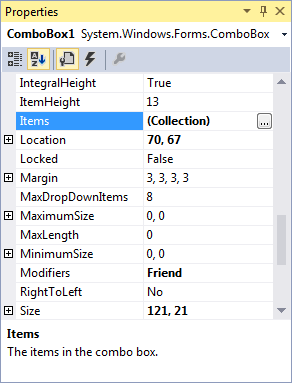 Properties
ComboBox1 System.Windows.Forms.ComboBox
IntegralHeight True
ItemHeight 13
Items (Collection) ...
Location 70, 67
Locked False
Margin 3, 3, 3, 3
MaxDropDownItems 8
MaximumSize 0, 0
MaxLength 0
MinimumSize 0, 0
Modifiers Friend
RightToLeft No
Size 121, 21
Items
The items in the combo box.